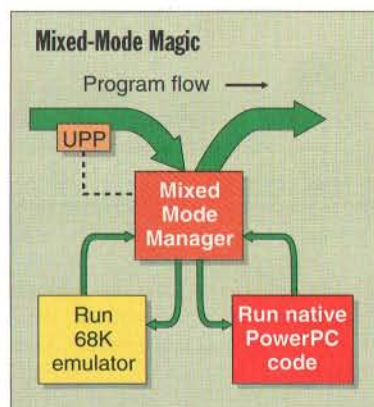 Mixed-Mode Magic
Program flow
UPP
Mixed
Mode
Manager
Run
68K
emulator
Run native
PowerPC
code